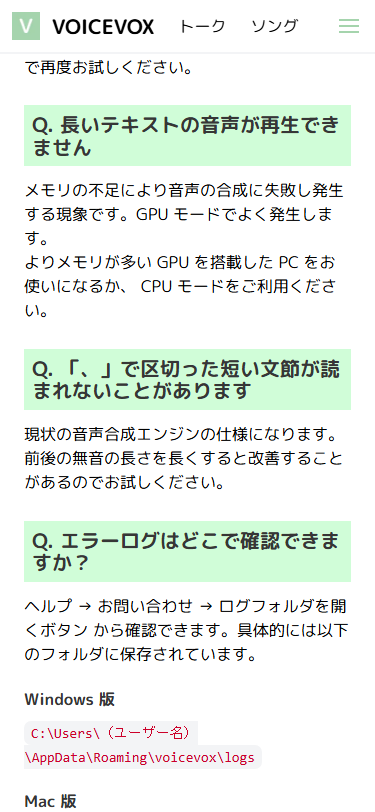 V VOICEVOX トーク ソング
で再度お試しください。
Q. 長いテキストの音声が再生でき
ません
メモリの不足により音声の合成に失敗し発生
する現象です。GPU モードでよく発生しま
す。
よりメモリが多い GPU を搭載した PC をお
使いになるか、 CPU モードをご利用くださ
い。
Q. 「、」で区切った短い文節が読
まれないことがあります
現状の音声合成エンジンの仕様になります。
前後の無音の長さを長くすると改善すること
があるのでお試しください。
Q. エラーログはどこで確認できま
すか？
ヘルプ → お問い合わせ → ログフォルダを開
くボタン から確認できます。具体的には以下
のフォルダに保存されています。
Windows 版
C:\Users\（ユーザー名）
\AppData\Roaming\voicevox\logs
Mac 版